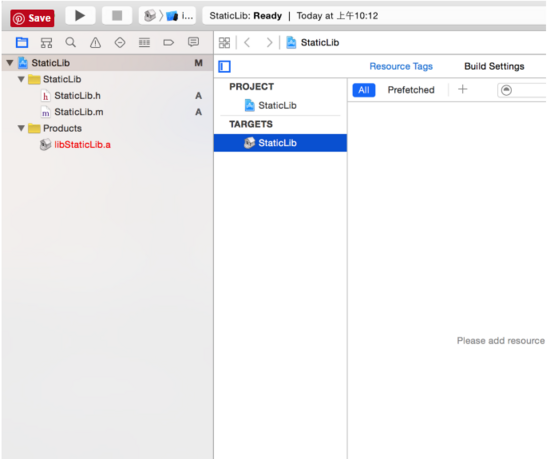 Save
i... StaticLib: Ready | Today at 上午10:12
StaticLib
StaticLib M
StaticLib
StaticLib.h A
StaticLib.m A
Products
libStaticLib.a
Resource Tags Build Settings
PROJECT
StaticLib
TARGETS
StaticLib
All Prefetched +
Please add resource